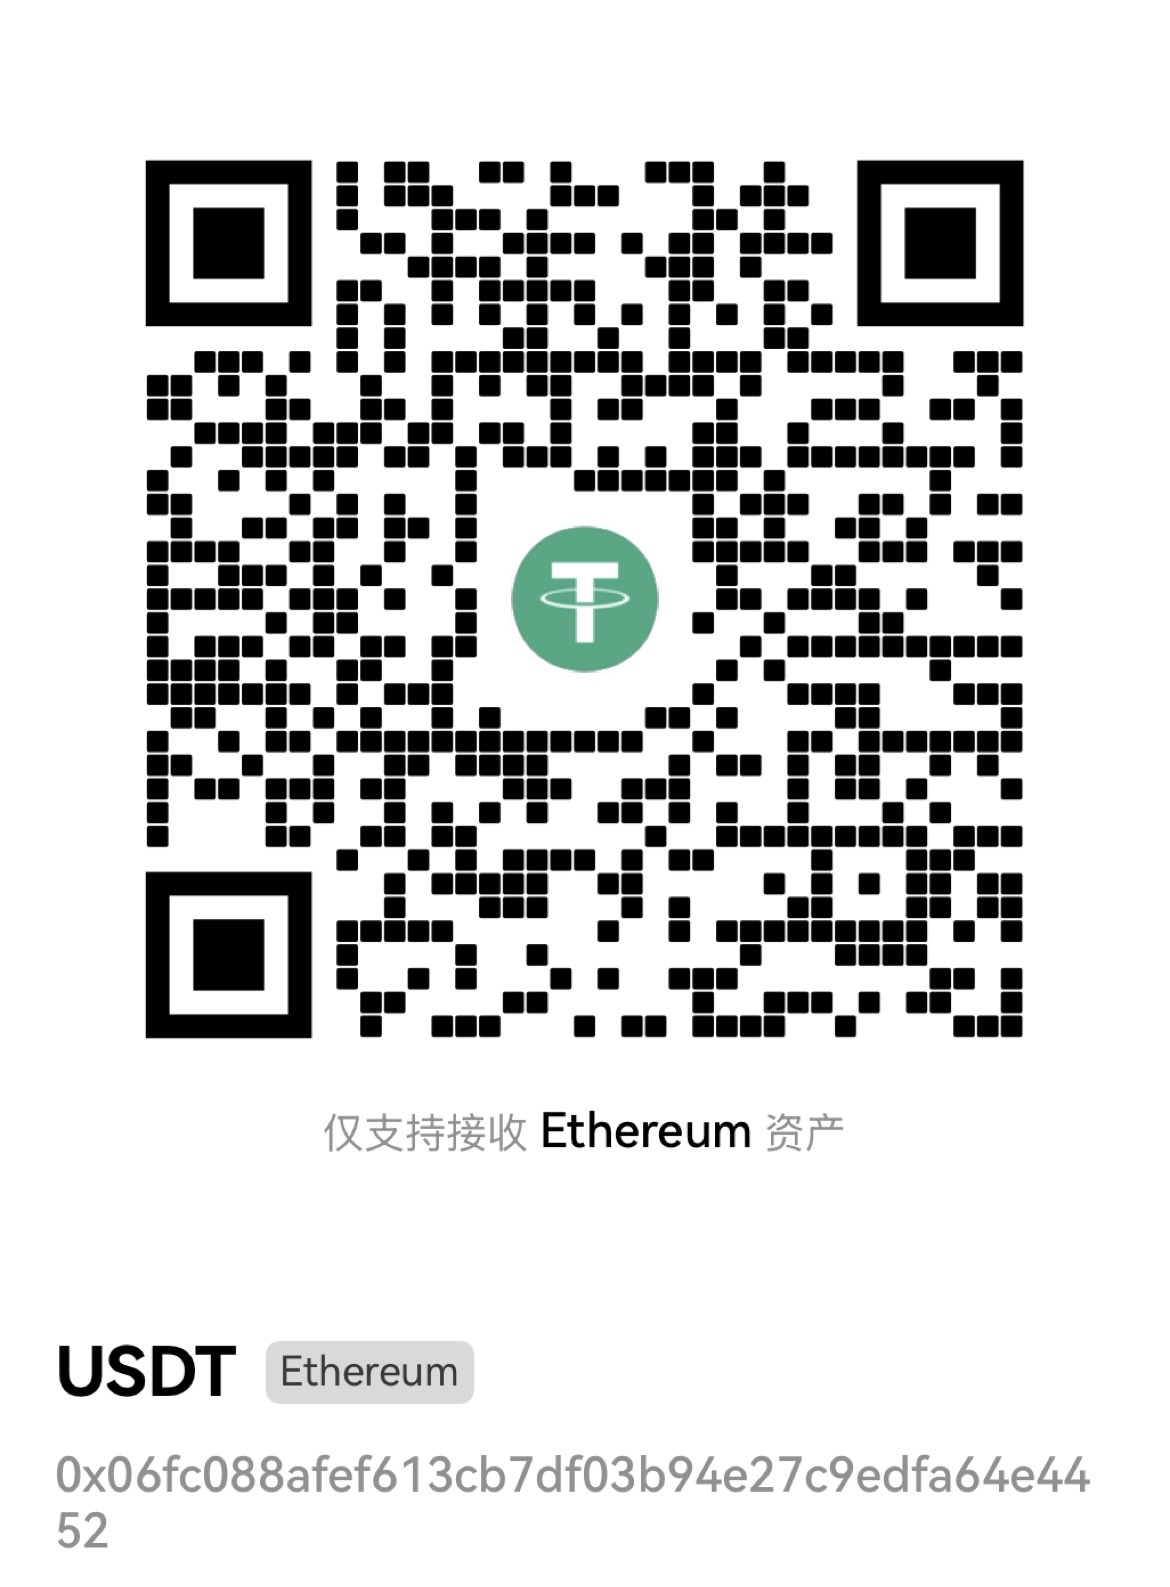 仅支持接收 Ethereum 资产
USDT Ethereum
0x06fc088afef613cb7df03b94e27c9edfa64e44
52